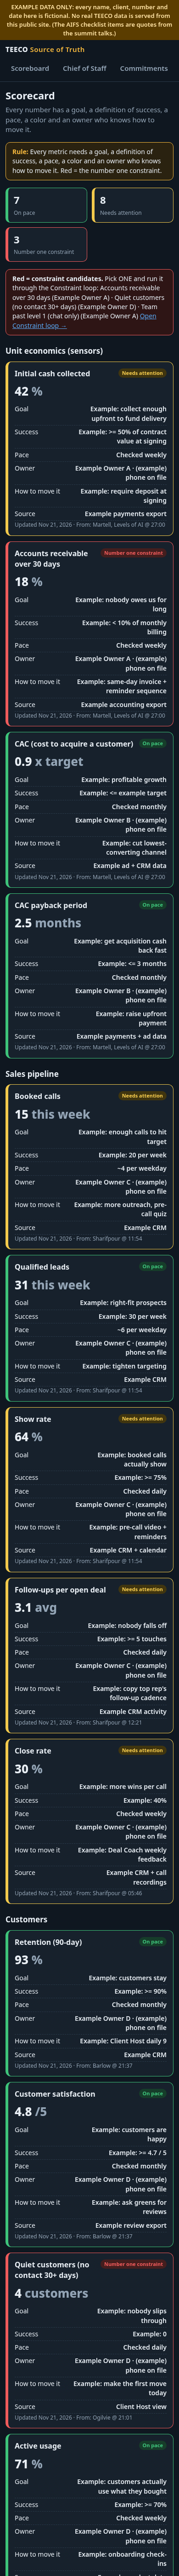 EXAMPLE DATA ONLY: every name, client, number and
date here is fictional. No real TEECO data is served from
this public site. (The AIFS checklist items are quotes from
the summit talks.)
TEECO Source of Truth
Scoreboard Chief of Staff Commitments
Scorecard
Every number has a goal, a definition of success,
a pace, a color and an owner who knows how to
move it.
Rule: Every metric needs a goal, a definition of
success, a pace, a color, and an owner who knows
how to move it. Red = the number one constraint.
7
On pace
8
Needs attention
3
Number one constraint
Red = constraint candidates. Pick ONE and run it
through the Constraint loop: Accounts receivable
over 30 days (Example Owner A) · Quiet customers
(no contact 30+ days) (Example Owner D) · Team
past level 1 (chat only) (Example Owner A) Open
Constraint loop →
Unit economics (sensors)
Initial cash collected Needs attention
42 %
Goal Example: collect enough
upfront to fund delivery
Success Example: >= 50% of contract
value at signing
Pace Checked weekly
Owner Example Owner A · (example)
phone on file
How to move it Example: require deposit at
signing
Source Example payments export
Updated Nov 21, 2026 · From: Martell, Levels of AI @ 27:00
Accounts receivable Number one constraint
over 30 days
18 %
Goal Example: nobody owes us for
long
Success Example: < 10% of monthly
billing
Pace Checked weekly
Owner Example Owner A · (example)
phone on file
How to move it Example: same-day invoice +
reminder sequence
Source Example accounting export
Updated Nov 21, 2026 · From: Martell, Levels of AI @ 27:00
CAC (cost to acquire a customer) On pace
0.9 x target
Goal Example: profitable growth
Success Example: <= example target
Pace Checked monthly
Owner Example Owner B · (example)
phone on file
How to move it Example: cut lowest-
converting channel
Source Example ad + CRM data
Updated Nov 21, 2026 · From: Martell, Levels of AI @ 27:00
CAC payback period On pace
2.5 months
Goal Example: get acquisition cash
back fast
Success Example: <= 3 months
Pace Checked monthly
Owner Example Owner B · (example)
phone on file
How to move it Example: raise upfront
payment
Source Example payments + ad data
Updated Nov 21, 2026 · From: Martell, Levels of AI @ 27:00
Sales pipeline
Booked calls Needs attention
15 this week
Goal Example: enough calls to hit
target
Success Example: 20 per week
Pace ~4 per weekday
Owner Example Owner C · (example)
phone on file
How to move it Example: more outreach, pre-
call quiz
Source Example CRM
Updated Nov 21, 2026 · From: Sharifpour @ 11:54
Qualified leads On pace
31 this week
Goal Example: right-fit prospects
Success Example: 30 per week
Pace ~6 per weekday
Owner Example Owner C · (example)
phone on file
How to move it Example: tighten targeting
Source Example CRM
Updated Nov 21, 2026 · From: Sharifpour @ 11:54
Show rate Needs attention
64 %
Goal Example: booked calls
actually show
Success Example: >= 75%
Pace Checked daily
Owner Example Owner C · (example)
phone on file
How to move it Example: pre-call video +
reminders
Source Example CRM + calendar
Updated Nov 21, 2026 · From: Sharifpour @ 11:54
Follow-ups per open deal Needs attention
3.1 avg
Goal Example: nobody falls off
Success Example: >= 5 touches
Pace Checked daily
Owner Example Owner C · (example)
phone on file
How to move it Example: copy top rep's
follow-up cadence
Source Example CRM activity
Updated Nov 21, 2026 · From: Sharifpour @ 12:21
Close rate Needs attention
30 %
Goal Example: more wins per call
Success Example: 40%
Pace Checked weekly
Owner Example Owner C · (example)
phone on file
How to move it Example: Deal Coach weekly
feedback
Source Example CRM + call
recordings
Updated Nov 21, 2026 · From: Sharifpour @ 05:46
Customers
Retention (90-day) On pace
93 %
Goal Example: customers stay
Success Example: >= 90%
Pace Checked monthly
Owner Example Owner D · (example)
phone on file
How to move it Example: Client Host daily 9
Source Example CRM
Updated Nov 21, 2026 · From: Barlow @ 21:37
Customer satisfaction On pace
4.8 /5
Goal Example: customers are
happy
Success Example: >= 4.7 / 5
Pace Checked monthly
Owner Example Owner D · (example)
phone on file
How to move it Example: ask greens for
reviews
Source Example review export
Updated Nov 21, 2026 · From: Barlow @ 21:37
Quiet customers (no Number one constraint
contact 30+ days)
4 customers
Goal Example: nobody slips
through
Success Example: 0
Pace Checked daily
Owner Example Owner D · (example)
phone on file
How to move it Example: make the first move
today
Source Client Host view
Updated Nov 21, 2026 · From: Ogilvie @ 21:01
Active usage On pace
71 %
Goal Example: customers actually
use what they bought
Success Example: >= 70%
Pace Checked weekly
Owner Example Owner D · (example)
phone on file
How to move it Example: onboarding check-
ins